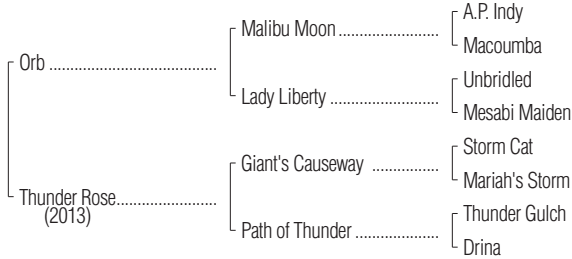 A.P. Indy
Malibu Moon ........................
Macoumba
Orb ........................................
Unbridled
Lady Liberty ..........................
Mesabi Maiden
Storm Cat
Giant's Causeway ................
Mariah's Storm
Thunder Rose........................
(2013)
Thunder Gulch
Path of Thunder ....................
Drina